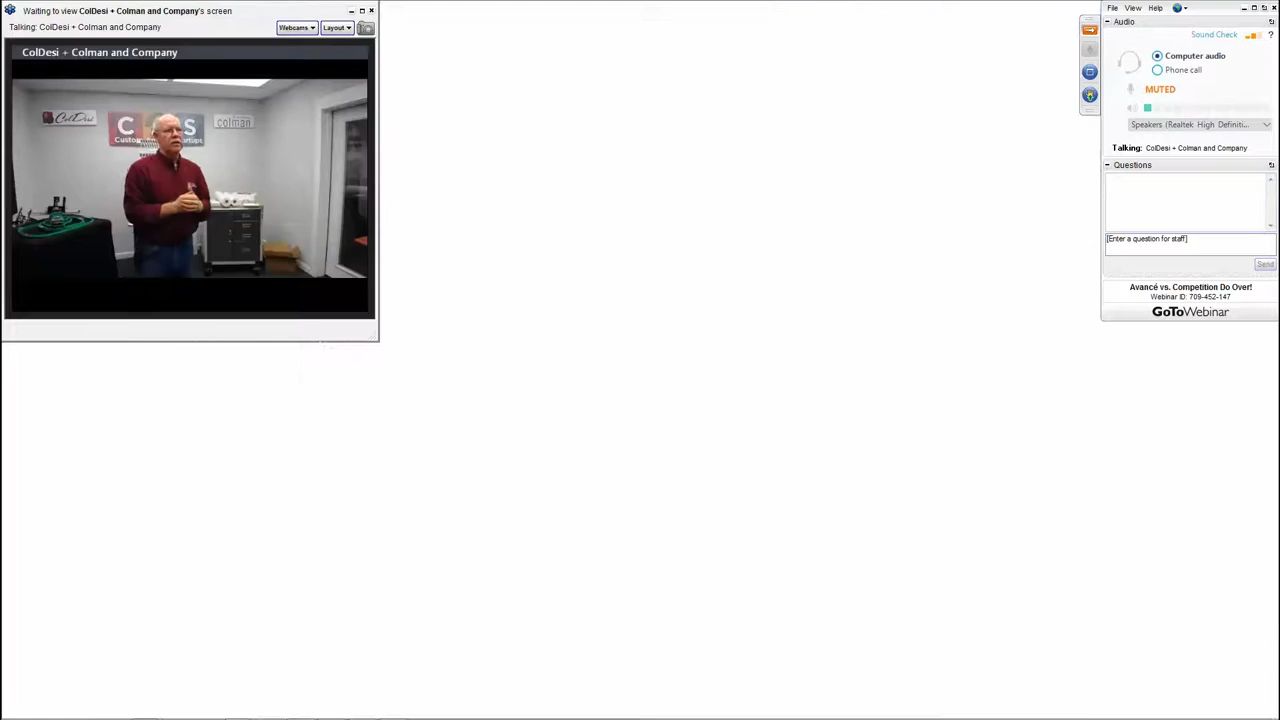 Waiting to view ColDesi + Colman and Company's screen
Talking: ColDesi + Colman and Company
Webcams
Layout
ColDesi + Colman and Company
ColDesi
C
S
Custom
artups
colman
File View Help
Audio
Sound Check
?
Computer audio
Phone call
MUTED
Speakers (Realtek High Definiti...
Talking: ColDesi + Colman and Company
Questions
[Enter a question for staff]
Send
Avancé vs. Competition Do Over!
Webinar ID: 709-452-147
GoToWebinar